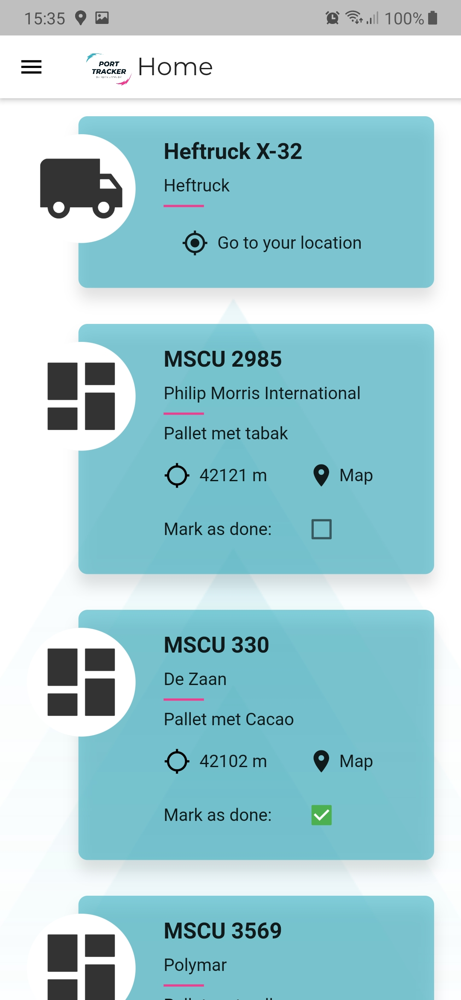 15:35
100%
PORT
TRACKER
Home
Heftruck X-32
Heftruck
Go to your location
MSCU 2985
Philip Morris International
Pallet met tabak
42121 m
Map
Mark as done:
MSCU 330
De Zaan
Pallet met Cacao
42102 m
Map
Mark as done:
MSCU 3569
Polymar